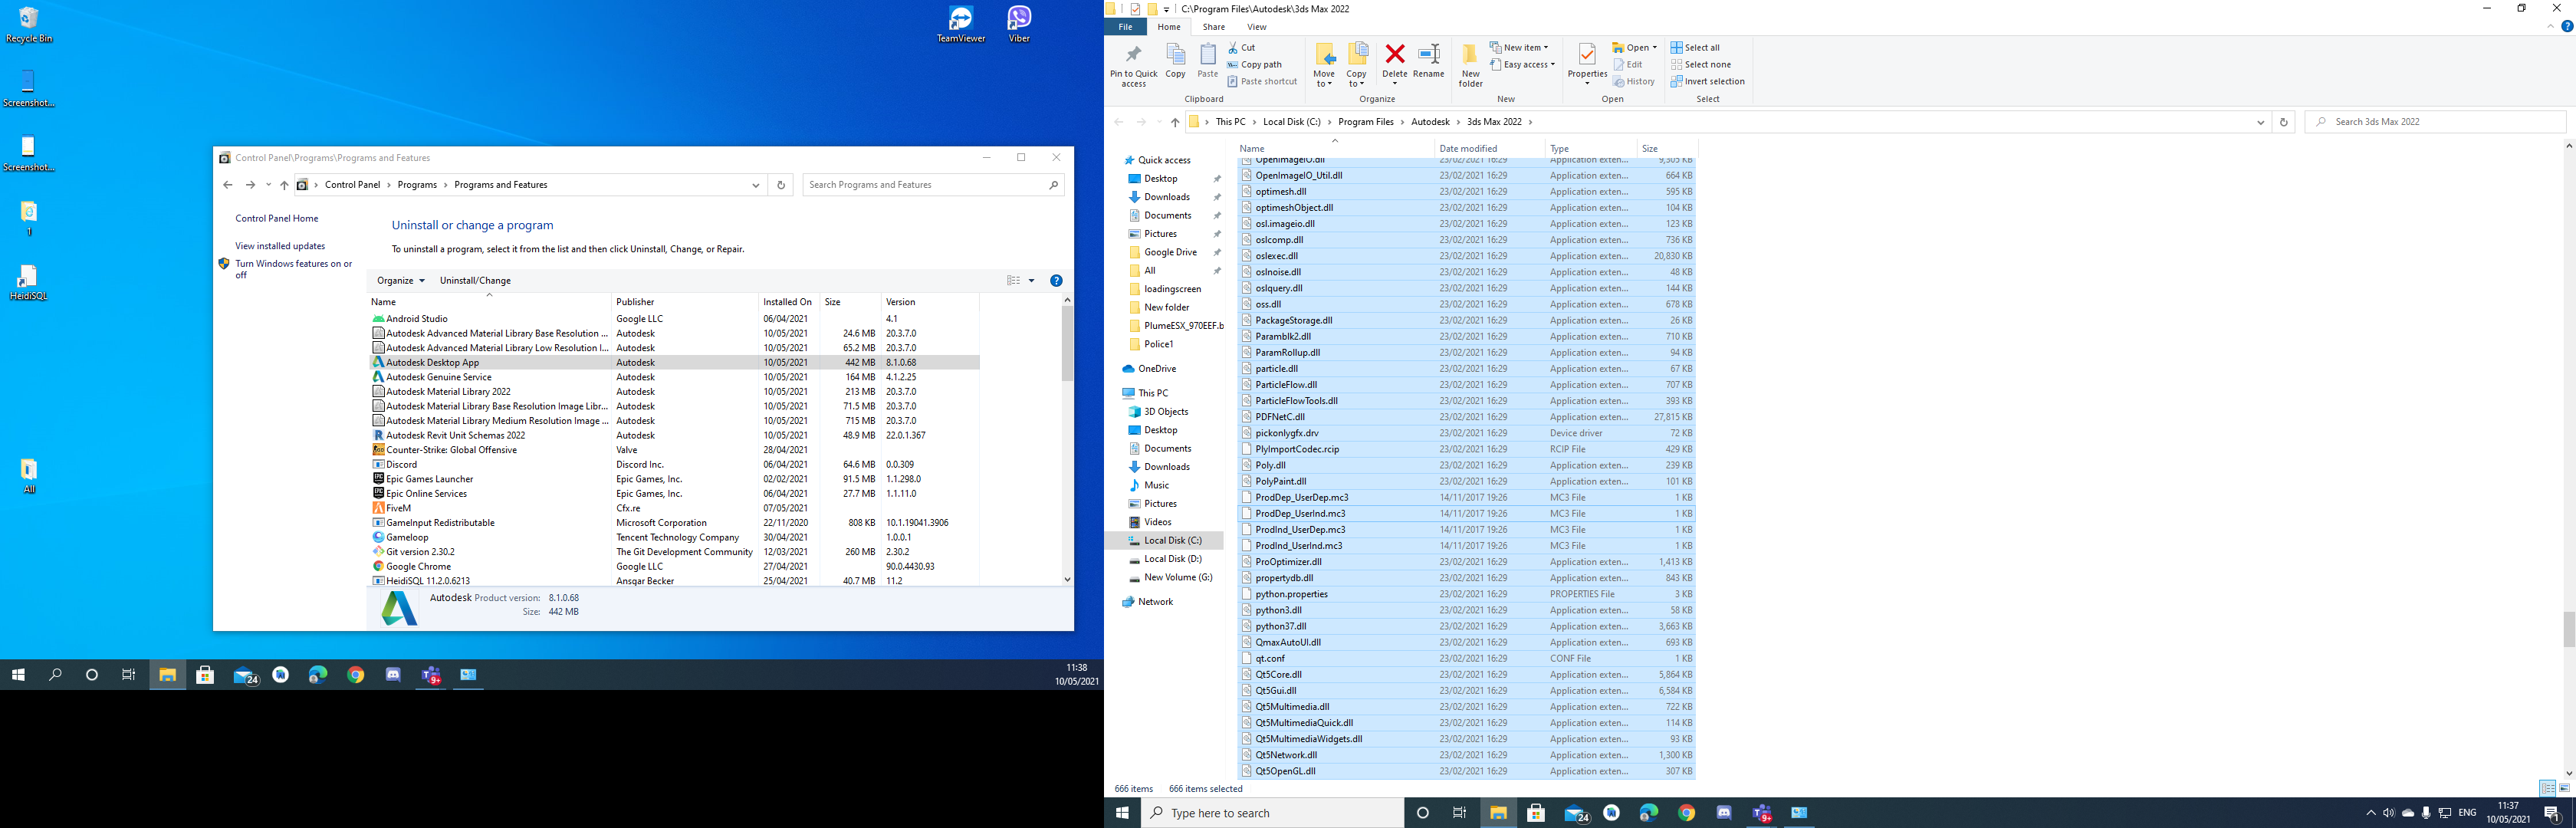 Recycle Bin
Screenshot...
Screenshot...
1
HeidiSQL
All
TeamViewer
Viber
Control Panel\Programs\Programs and Features
Control Panel > Programs > Programs and Features
Search Programs and Features
Control Panel Home
View installed updates
Turn Windows features on or
off
Uninstall or change a program
To uninstall a program, select it from the list and then click Uninstall, Change, or Repair.
Organize Uninstall/Change
Name Publisher Installed On Size Version
Android Studio Google LLC 06/04/2021 4.1
Autodesk Advanced Material Library Base Resolution ... Autodesk 10/05/2021 24.6 MB 20.3.7.0
Autodesk Advanced Material Library Low Resolution I... Autodesk 10/05/2021 65.2 MB 20.3.7.0
Autodesk Desktop App Autodesk 10/05/2021 442 MB 8.1.0.68
Autodesk Genuine Service Autodesk 10/05/2021 164 MB 4.1.2.25
Autodesk Material Library 2022 Autodesk 10/05/2021 213 MB 20.3.7.0
Autodesk Material Library Base Resolution Image Libr... Autodesk 10/05/2021 71.5 MB 20.3.7.0
Autodesk Material Library Medium Resolution Image ... Autodesk 10/05/2021 715 MB 20.3.7.0
Autodesk Revit Unit Schemas 2022 Autodesk 10/05/2021 48.9 MB 22.0.1.367
Counter-Strike: Global Offensive Valve 28/04/2021
Discord Discord Inc. 06/04/2021 64.6 MB 0.0.309
Epic Games Launcher Epic Games, Inc. 02/02/2021 91.5 MB 1.1.298.0
Epic Online Services Epic Games, Inc. 06/04/2021 27.7 MB 1.1.11.0
FiveM Cfx.re 07/05/2021
GameInput Redistributable Microsoft Corporation 22/11/2020 808 KB 10.1.19041.3906
Gameloop Tencent Technology Company 30/04/2021 1.0.0.1
Git version 2.30.2 The Git Development Community 12/03/2021 260 MB 2.30.2
Google Chrome Google LLC 27/04/2021 90.0.4430.93
HeidiSQL 11.2.0.6213 Ansgar Becker 25/04/2021 40.7 MB 11.2
Autodesk Product version: 8.1.0.68
Size: 442 MB
24
9+
11:38
10/05/2021
C:\Program Files\Autodesk\3ds Max 2022
File Home Share View
Pin to Quick
access
Copy
Paste
Cut
Copy path
Paste shortcut
Clipboard
Move
to
Copy
to
Delete
Rename
Organize
New
folder
New item
Easy access
New
Properties
Open
Edit
History
Open
Select all
Select none
Invert selection
Select
This PC > Local Disk (C:) > Program Files > Autodesk > 3ds Max 2022 >
Search 3ds Max 2022
Quick access
Desktop
Downloads
Documents
Pictures
Google Drive
All
loadingscreen
New folder
PlumeESX_970EEF.b
Police1
OneDrive
This PC
3D Objects
Desktop
Documents
Downloads
Music
Pictures
Videos
Local Disk (C:)
Local Disk (D:)
New Volume (G:)
Network
Name Date modified Type Size
OpenImageIO.dll 23/02/2021 16:29 Application exten... 9,305 KB
OpenImageIO_Util.dll 23/02/2021 16:29 Application exten... 664 KB
optimesh.dll 23/02/2021 16:29 Application exten... 595 KB
optimeshObject.dll 23/02/2021 16:29 Application exten... 104 KB
osl.imageio.dll 23/02/2021 16:29 Application exten... 123 KB
oslcomp.dll 23/02/2021 16:29 Application exten... 736 KB
oslexec.dll 23/02/2021 16:29 Application exten... 20,830 KB
oslnoise.dll 23/02/2021 16:29 Application exten... 48 KB
oslquery.dll 23/02/2021 16:29 Application exten... 144 KB
oss.dll 23/02/2021 16:29 Application exten... 678 KB
PackageStorage.dll 23/02/2021 16:29 Application exten... 26 KB
Paramblk2.dll 23/02/2021 16:29 Application exten... 710 KB
ParamRollup.dll 23/02/2021 16:29 Application exten... 94 KB
particle.dll 23/02/2021 16:29 Application exten... 67 KB
ParticleFlow.dll 23/02/2021 16:29 Application exten... 707 KB
ParticleFlowTools.dll 23/02/2021 16:29 Application exten... 393 KB
PDFNetC.dll 23/02/2021 16:29 Application exten... 27,815 KB
pickonlygfx.drv 23/02/2021 16:29 Device driver 72 KB
PlyImportCodec.rcip 23/02/2021 16:29 RCIP File 429 KB
Poly.dll 23/02/2021 16:29 Application exten... 239 KB
PolyPaint.dll 23/02/2021 16:29 Application exten... 101 KB
ProdDep_UserDep.mc3 14/11/2017 19:26 MC3 File 1 KB
ProdDep_UserInd.mc3 14/11/2017 19:26 MC3 File 1 KB
ProdInd_UserDep.mc3 14/11/2017 19:26 MC3 File 1 KB
ProdInd_UserInd.mc3 14/11/2017 19:26 MC3 File 1 KB
ProOptimizer.dll 23/02/2021 16:29 Application exten... 1,413 KB
propertydb.dll 23/02/2021 16:29 Application exten... 843 KB
python.properties 23/02/2021 16:29 PROPERTIES File 3 KB
python3.dll 23/02/2021 16:29 Application exten... 58 KB
python37.dll 23/02/2021 16:29 Application exten... 3,663 KB
QmaxAutoUI.dll 23/02/2021 16:29 Application exten... 693 KB
qt.conf 23/02/2021 16:29 CONF File 1 KB
Qt5Core.dll 23/02/2021 16:29 Application exten... 5,864 KB
Qt5Gui.dll 23/02/2021 16:29 Application exten... 6,584 KB
Qt5Multimedia.dll 23/02/2021 16:29 Application exten... 722 KB
Qt5MultimediaQuick.dll 23/02/2021 16:29 Application exten... 114 KB
Qt5MultimediaWidgets.dll 23/02/2021 16:29 Application exten... 93 KB
Qt5Network.dll 23/02/2021 16:29 Application exten... 1,300 KB
Qt5OpenGL.dll 23/02/2021 16:29 Application exten... 307 KB
666 items 666 items selected
Type here to search
24
9+
ENG
11:37
10/05/2021
1